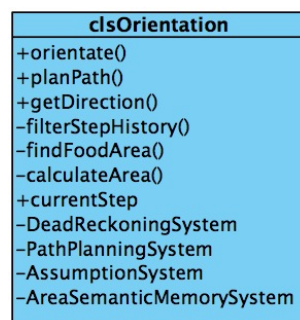 clsOrientation
+orientate()
+planPath()
+getDirection()
-filterStepHistory()
-findFoodArea()
-calculateArea()
+currentStep
-DeadReckoningSystem
-PathPlanningSystem
-AssumptionSystem
-AreaSemanticMemorySystem